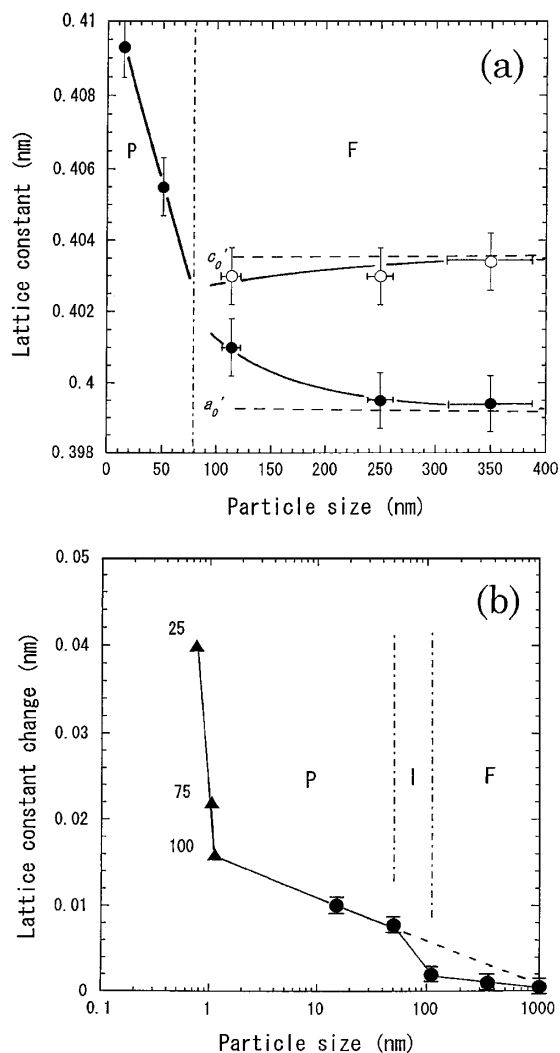 (a)
Lattice constant (nm)
0.41
0.408
0.406
0.404
0.402
0.4
0.398
P
F
c₀'
a₀'
0 50 100 150 200 250 300 350 400
Particle size (nm)
(b)
Lattice constant change (nm)
0.05
0.04
0.03
0.02
0.01
0
25
75
100
P
I
F
0.1 1 10 100 1000
Particle size (nm)